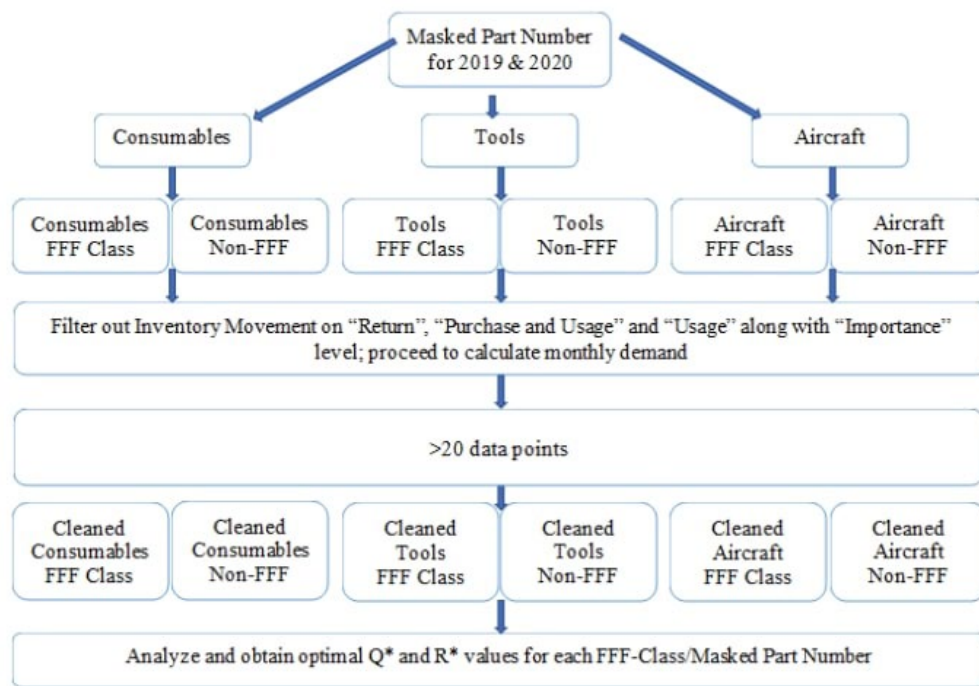 Masked Part Number
for 2019 & 2020
Consumables
Tools
Aircraft
Consumables
FFF Class
Consumables
Non-FFF
Tools
FFF Class
Tools
Non-FFF
Aircraft
FFF Class
Aircraft
Non-FFF
Filter out Inventory Movement on “Return”, “Purchase and Usage” and “Usage” along with “Importance”
level; proceed to calculate monthly demand
>20 data points
Cleaned
Consumables
FFF Class
Cleaned
Consumables
Non-FFF
Cleaned
Tools
FFF Class
Cleaned
Tools
Non-FFF
Cleaned
Aircraft
FFF Class
Cleaned
Aircraft
Non-FFF
Analyze and obtain optimal Q* and R* values for each FFF-Class/Masked Part Number